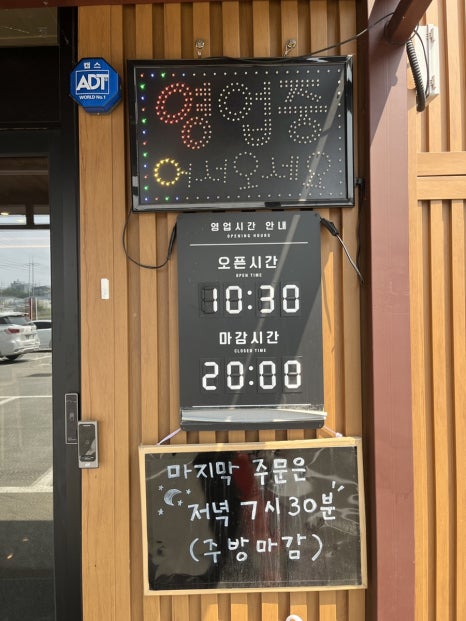 캡스
ADT
WORLD No.1
영업중
어서오세요
영업시간 안내
OPENING HOURS
오픈시간
OPEN TIME
10:30
마감시간
CLOSED TIME
20:00
마지막 주문은
저녁 7시30분
(주방마감)